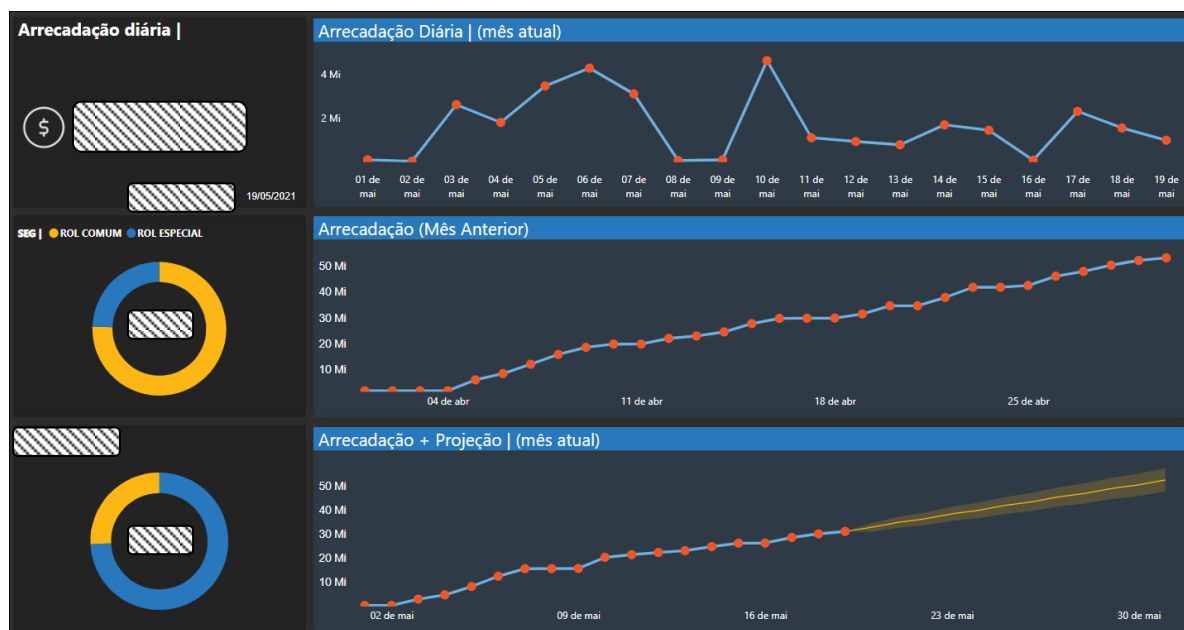 Arrecadação diária |
$
19/05/2021
Arrecadação Diária | (mês atual)
4 Mi
2 Mi
01 de mai 02 de mai 03 de mai 04 de mai 05 de mai 06 de mai 07 de mai 08 de mai 09 de mai 10 de mai 11 de mai 12 de mai 13 de mai 14 de mai 15 de mai 16 de mai 17 de mai 18 de mai 19 de mai
SEG | ROL COMUM ROL ESPECIAL
Arrecadação (Mês Anterior)
50 Mi
40 Mi
30 Mi
20 Mi
10 Mi
04 de abr 11 de abr 18 de abr 25 de abr
Arrecadação + Projeção | (mês atual)
50 Mi
40 Mi
30 Mi
20 Mi
10 Mi
02 de mai 09 de mai 16 de mai 23 de mai 30 de mai